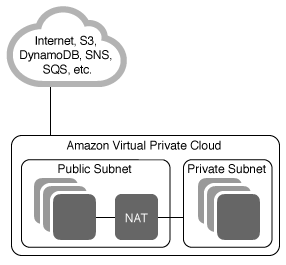 Internet, S3,
DynamoDB, SNS,
SQS, etc.
Amazon Virtual Private Cloud
Public Subnet
Private Subnet
NAT